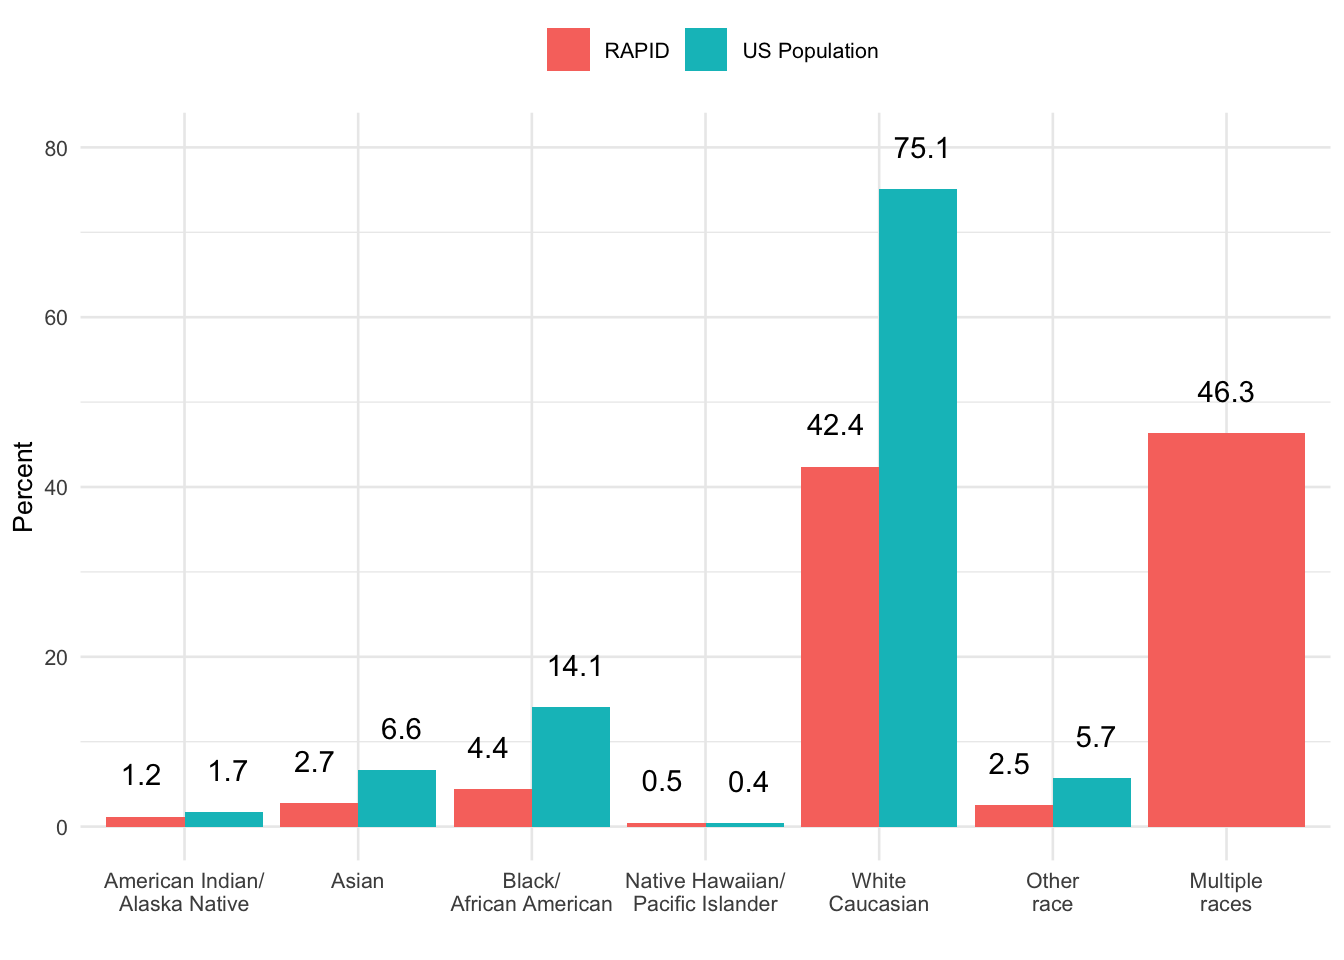 RAPID US Population
80
60
40
20
0
Percent
75.1
46.3
42.4
14.1
6.6
5.7
4.4
2.7
2.5
1.2
1.7
0.5
0.4
American Indian/
Alaska Native
Asian
Black/
African American
Native Hawaiian/
Pacific Islander
White
Caucasian
Other
race
Multiple
races